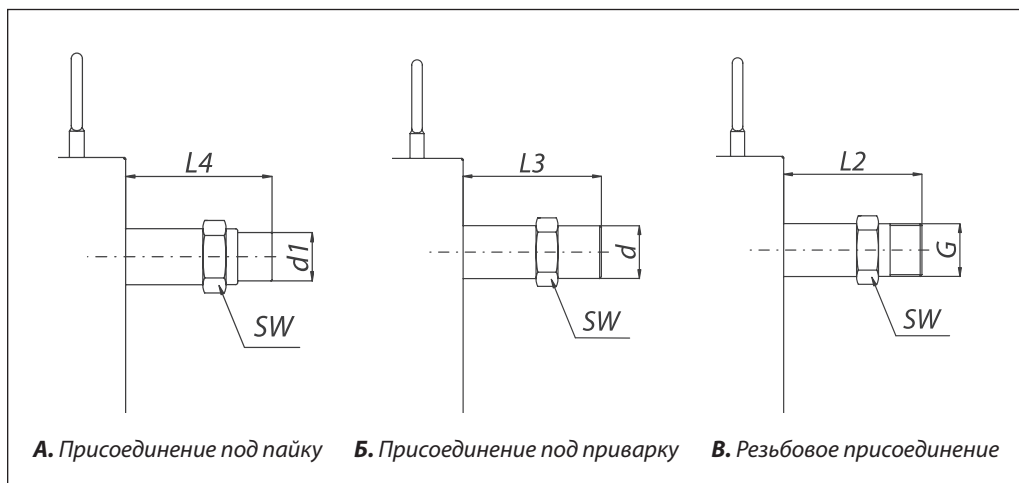 L4
d1
SW
L3
d
SW
L2
G
SW
А. Присоединение под пайку
Б. Присоединение под приварку
В. Резьбовое присоединение